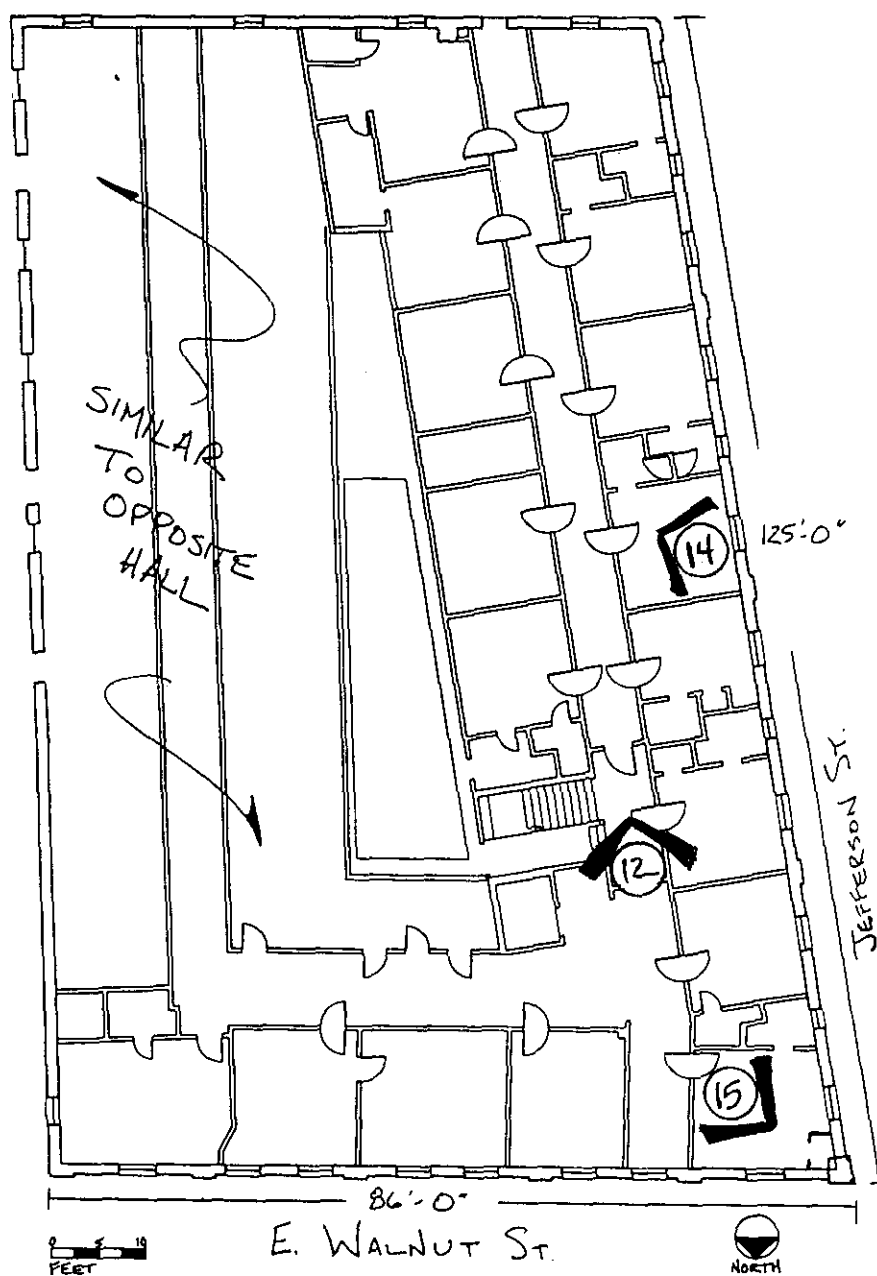 SIMILAR
TO
OPPOSITE
HALL
14
125'-0"
12
JEFFERSON ST.
15
86'-0"
0 5 10
FEET
E. WALNUT ST.
NORTH